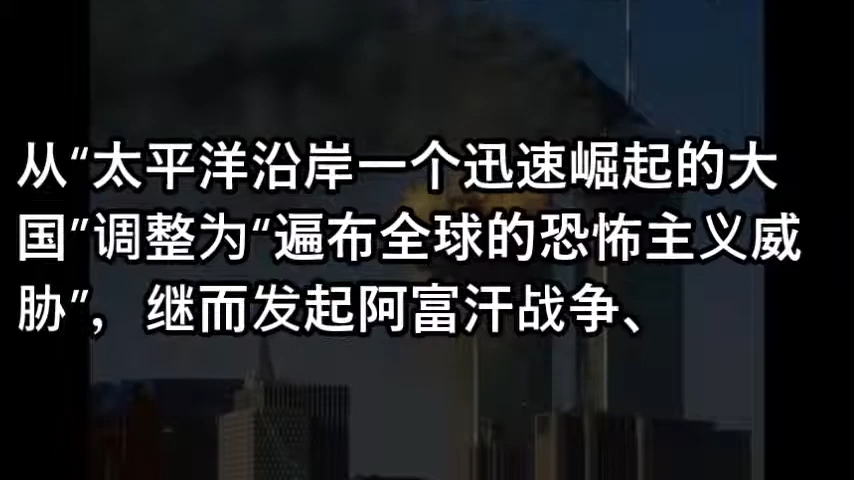 从“太平洋沿岸一个迅速崛起的大
国”调整为“遍布全球的恐怖主义威
胁”，继而发起阿富汗战争、